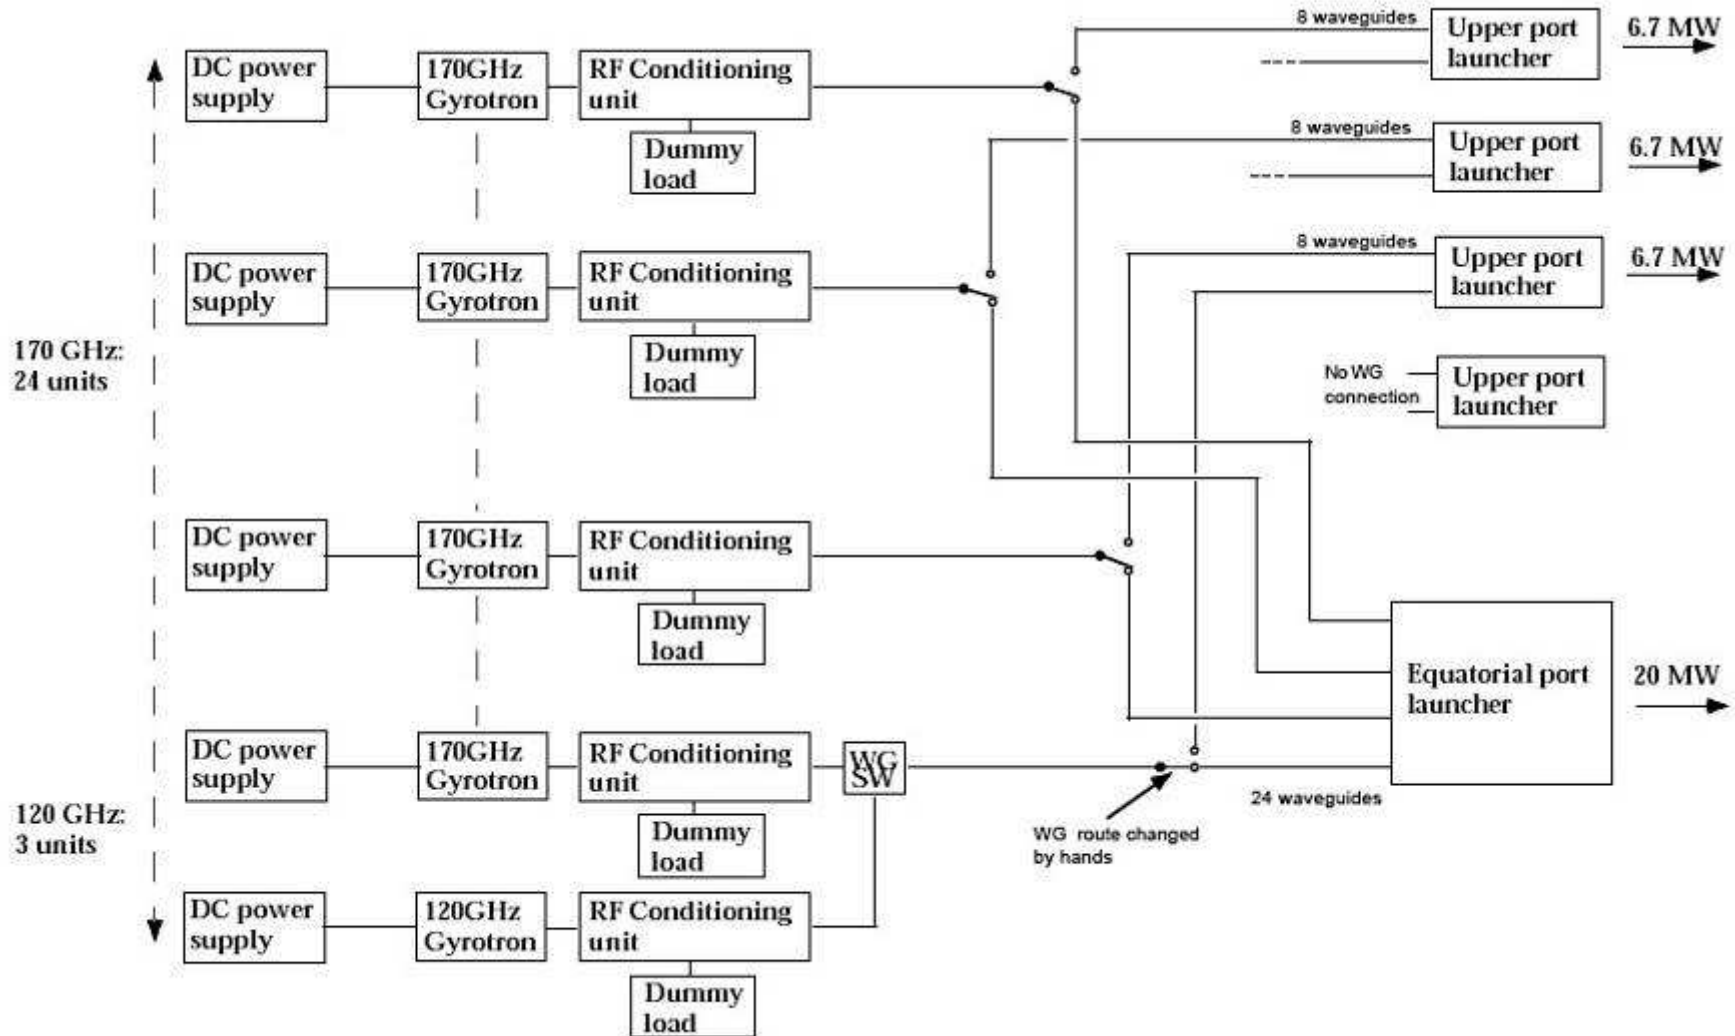 8 waveguides
Upper port
launcher
6.7 MW
DC power
supply
170GHz
Gyrotron
RF Conditioning
unit
Dummy
load
8 waveguides
Upper port
launcher
6.7 MW
DC power
supply
170GHz
Gyrotron
RF Conditioning
unit
Dummy
load
8 waveguides
Upper port
launcher
6.7 MW
170 GHz:
24 units
No WG
connection
Upper port
launcher
DC power
supply
170GHz
Gyrotron
RF Conditioning
unit
Dummy
load
Equatorial port
launcher
20 MW
DC power
supply
170GHz
Gyrotron
RF Conditioning
unit
Dummy
load
WG
SW
24 waveguides
WG route changed
by hands
120 GHz:
3 units
DC power
supply
120GHz
Gyrotron
RF Conditioning
unit
Dummy
load